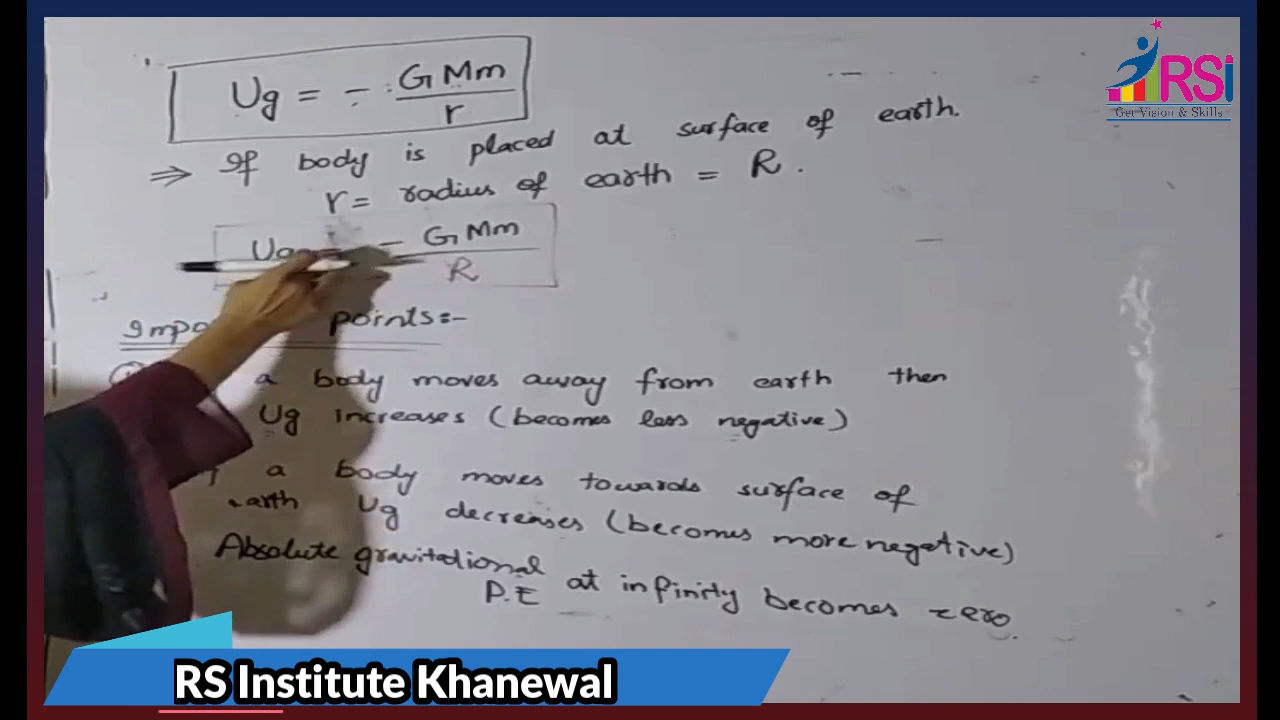 Ug = - GMm / r
RSi
Get Vision & Skills
⇒ If body is placed at surface of earth.
r = radius of earth = R.
- GMm / R
points:-
a body moves away from earth then
Ug increases (becomes less negative)
a body moves towards surface of
earth Ug decreases (becomes more negative)
Absolute gravitational P.E at infinity becomes zero.
RS Institute Khanewal